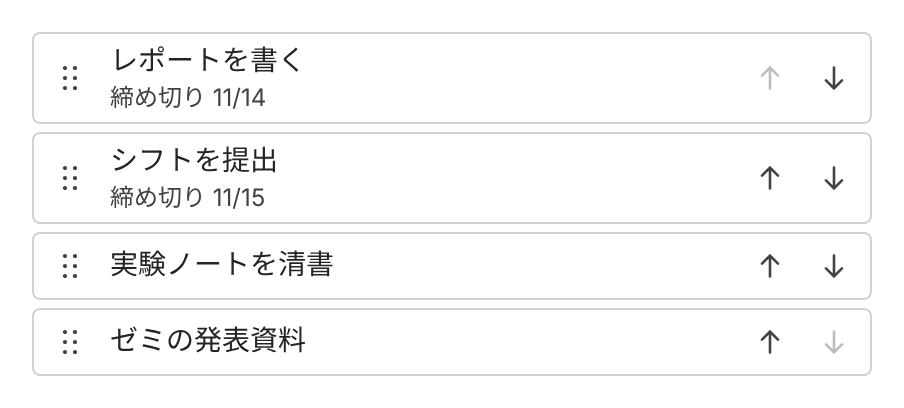 レポートを書く
締め切り 11/14
シフトを提出
締め切り 11/15
実験ノートを清書
ゼミの発表資料